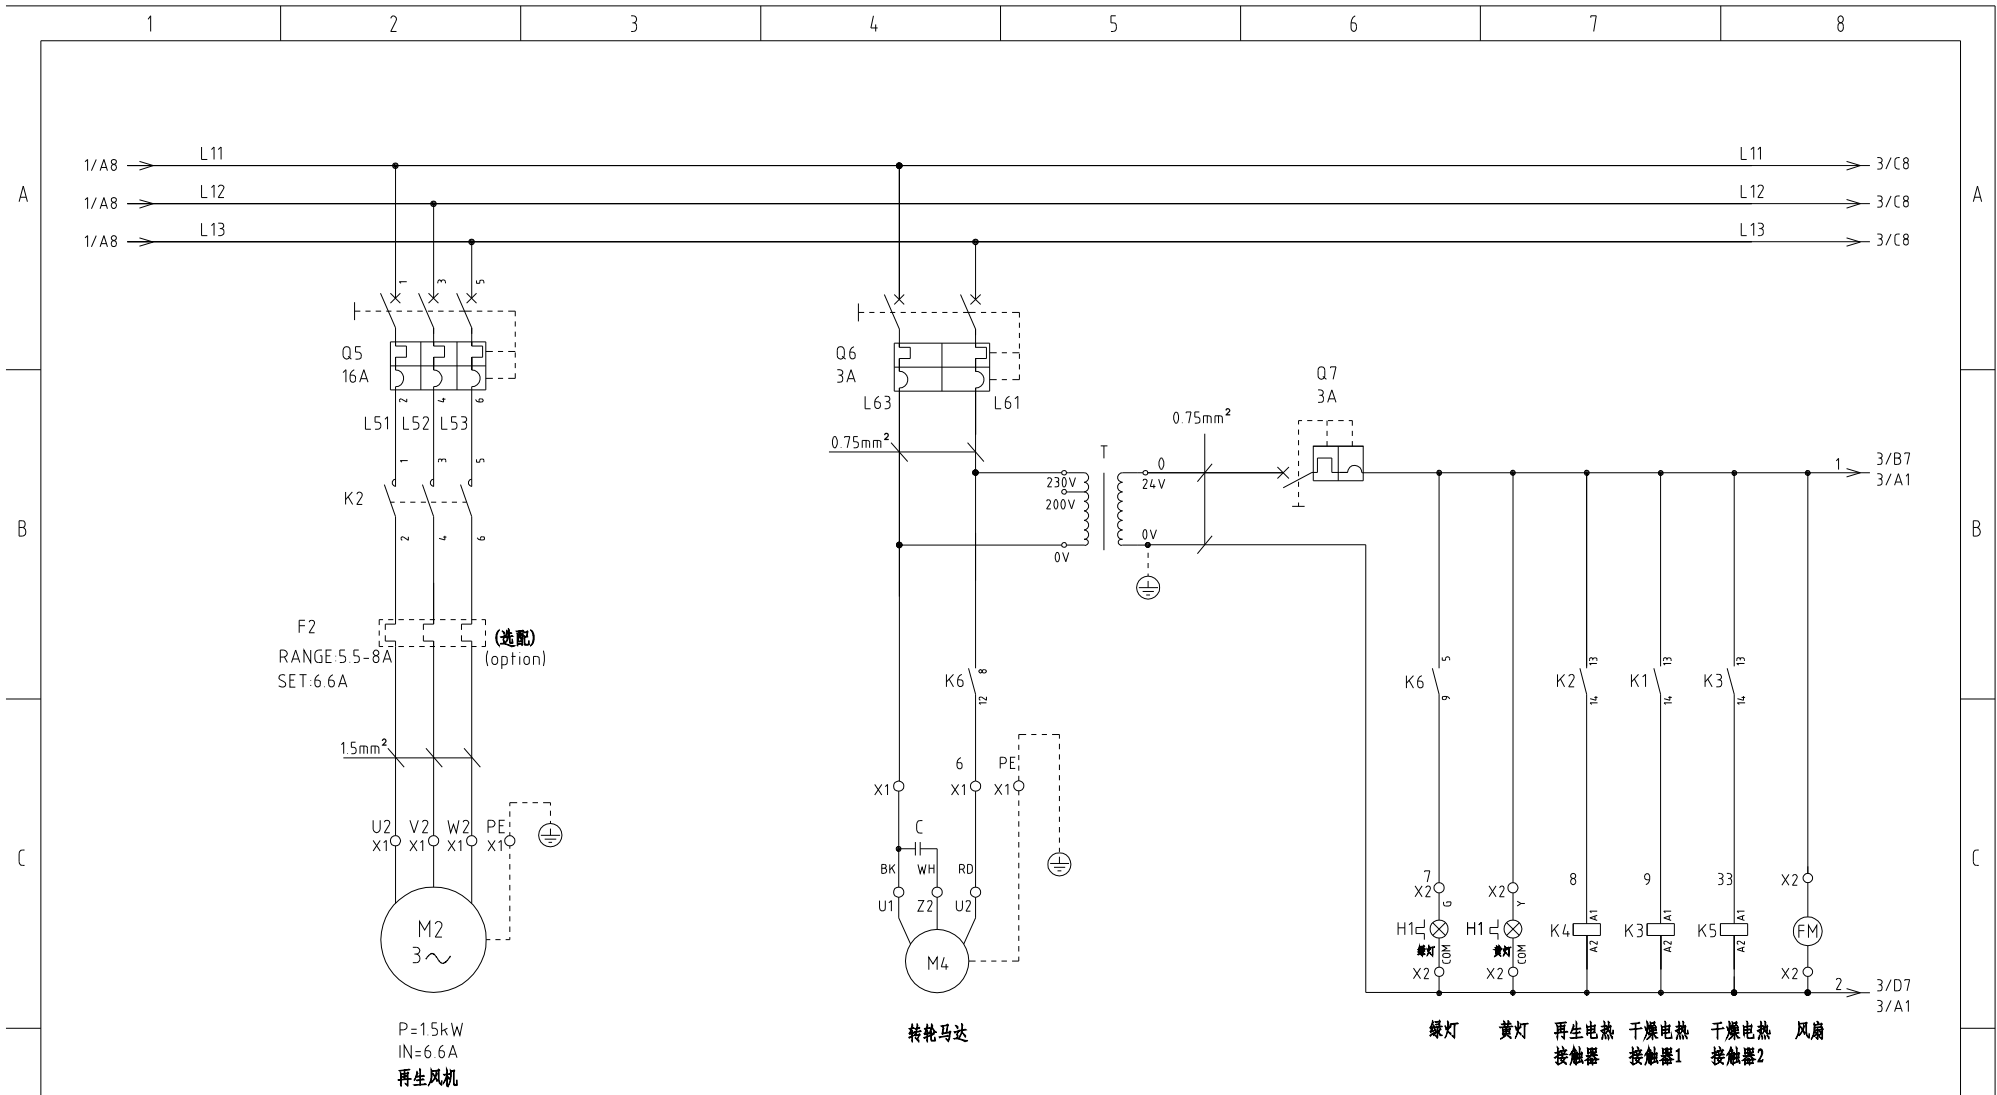 1 2 3 4 5 6 7 8
A A
B B
C C
1/A8 L11 L11 3/C8
1/A8 L12 L12 3/C8
1/A8 L13 L13 3/C8
1 3 5
Q5
16A
2 4 6
L51 L52 L53
1 3 5
K2
2 4 6
F2
RANGE:5.5-8A
SET:6.6A
(选配)
(option)
1.5mm²
U2 V2 W2 PE
X1 X1 X1 X1
M2
3~
P=1.5kW
IN=6.6A
再生风机
Q6
3A
L63 L61
0.75mm²
K6 8
12
6 PE
X1 X1 X1
C
BK WH RD
U1 Z2 U2
M4
转轮马达
T
230V
200V
0V
0
24V
0V
0.75mm²
Q7
3A
1 3/B7
3/A1
K6 5
9
K2 13
14
K1 13
14
K3 13
14
7
X2 X2 8 9 33 X2
G Y
H1 H1 K4 A1 K3 A1 K5 A1 FM
绿灯 COM 黄灯 COM A2 A2 A2
X2 X2 X2
2 3/D7
3/A1
绿灯 黄灯 再生电热 干燥电热 干燥电热 风扇
接触器 接触器1 接触器2